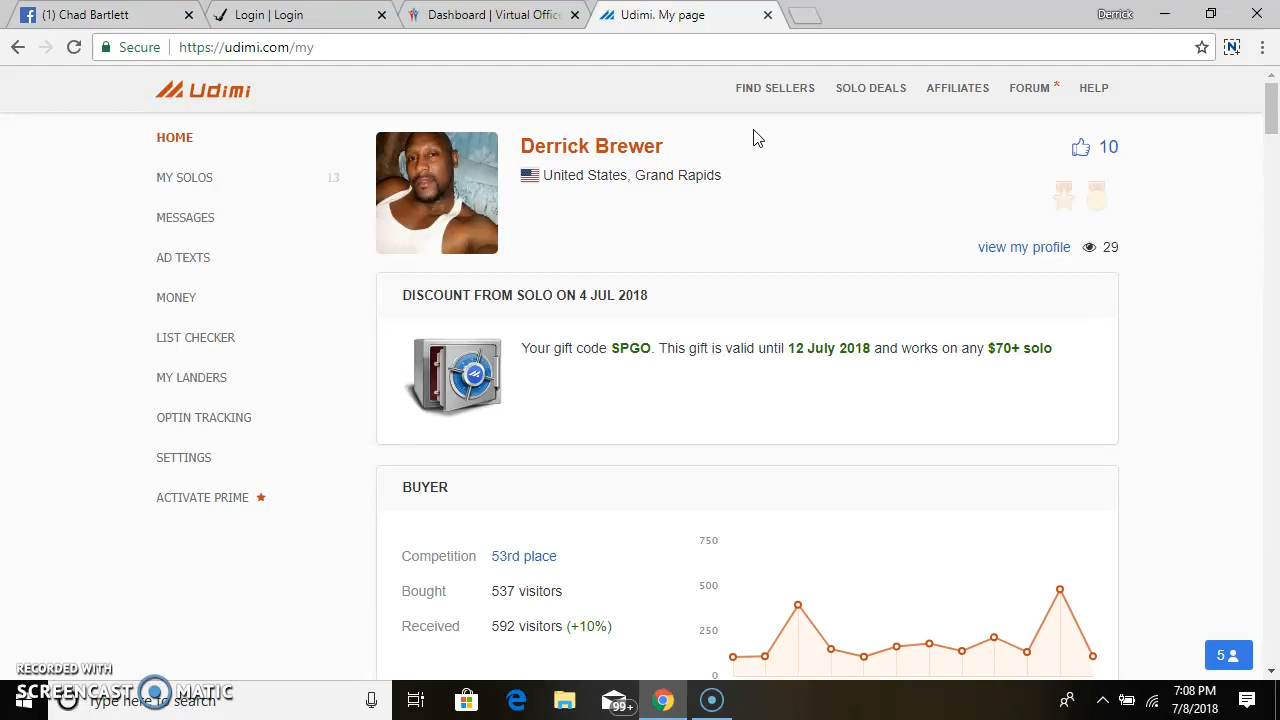 (1) Chad Bartlett
Login | Login
Dashboard | Virtual Offic
Udimi. My page
Derrick
Secure
https://udimi.com/my
Udimi
FIND SELLERS
SOLO DEALS
AFFILIATES
FORUM *
HELP
HOME
MY SOLOS 13
MESSAGES
AD TEXTS
MONEY
LIST CHECKER
MY LANDERS
OPTIN TRACKING
SETTINGS
ACTIVATE PRIME
Derrick Brewer
United States, Grand Rapids
10
view my profile 29
DISCOUNT FROM SOLO ON 4 JUL 2018
Your gift code SPGO. This gift is valid until 12 July 2018 and works on any $70+ solo
BUYER
Competition 53rd place
Bought 537 visitors
Received 592 visitors (+10%)
750
500
250
0
5
RECORDED WITH
SCREENCAST MATIC
Type here to search
99+
7:08 PM
7/8/2018